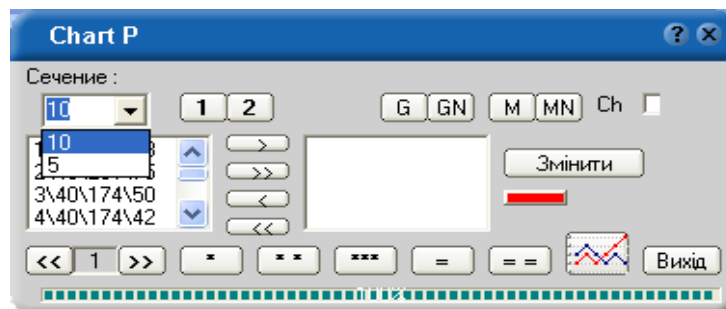 Chart P
? ×
Сечение :
10
1 2
G GN M MN Ch
10
5
> 
>>
<
<<
Змінити
3\40\174\50
4\40\174\42
<< 1 >> * ** *** = == Вихід